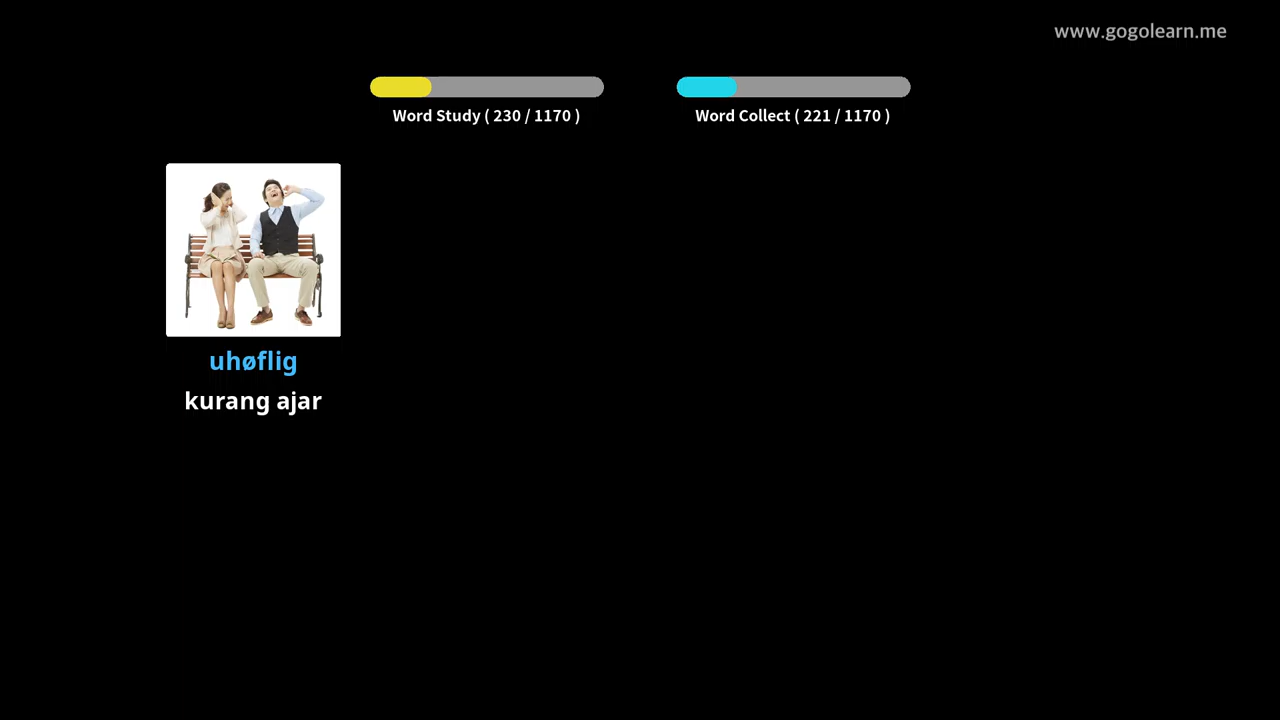 www.gogolearn.me
Word Study ( 230 / 1170 )
Word Collect ( 221 / 1170 )
uhøflig
kurang ajar